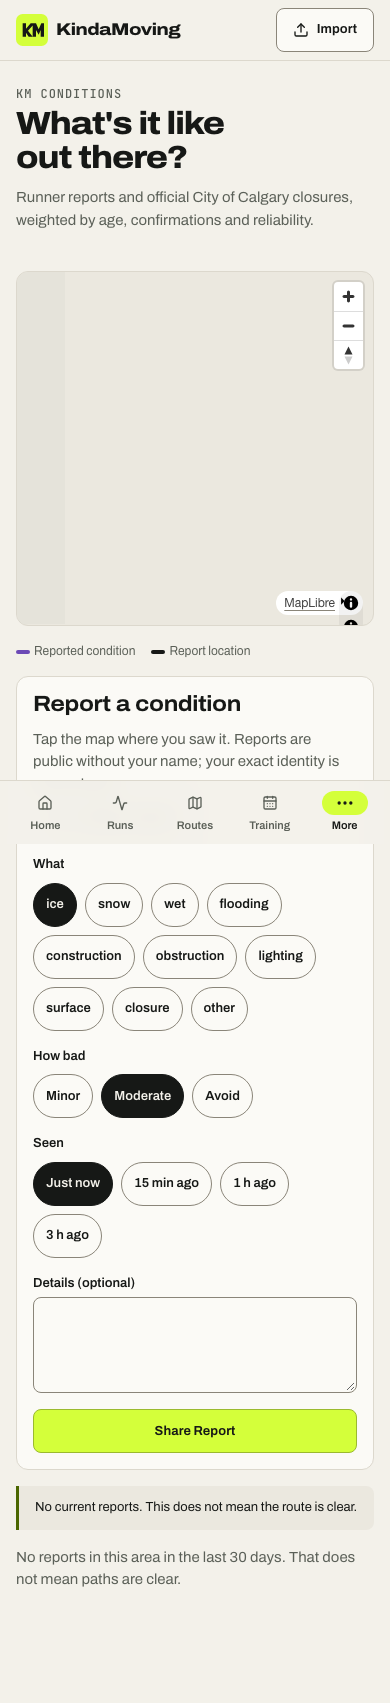 KM KindaMoving
Import
KM CONDITIONS
What's it like
out there?
Runner reports and official City of Calgary closures,
weighted by age, confirmations and reliability.
MapLibre
Reported condition
Report location
Report a condition
Tap the map where you saw it. Reports are
public without your name; your exact identity is
Home
Runs
Routes
Training
More
What
ice
snow
wet
flooding
construction
obstruction
lighting
surface
closure
other
How bad
Minor
Moderate
Avoid
Seen
Just now
15 min ago
1 h ago
3 h ago
Details (optional)
Share Report
No current reports. This does not mean the route is clear.
No reports in this area in the last 30 days. That does
not mean paths are clear.